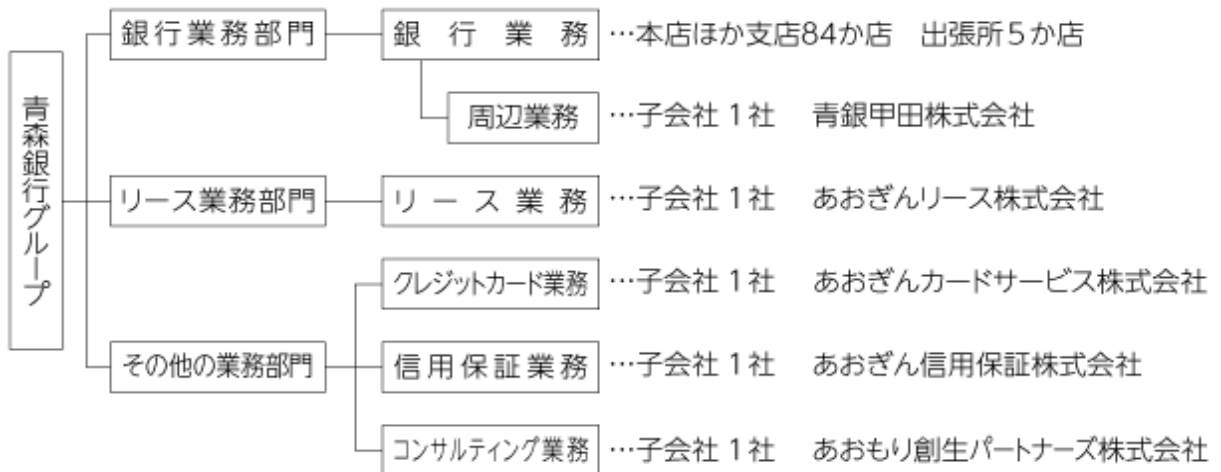 青森銀行グループ
銀行業務部門
銀行業務 …本店ほか支店84か店 出張所5か店
周辺業務 …子会社1社 青銀甲田株式会社
リース業務部門
リース業務 …子会社1社 あおぎんリース株式会社
その他の業務部門
クレジットカード業務 …子会社1社 あおぎんカードサービス株式会社
信用保証業務 …子会社1社 あおぎん信用保証株式会社
コンサルティング業務 …子会社1社 あおもり創生パートナーズ株式会社